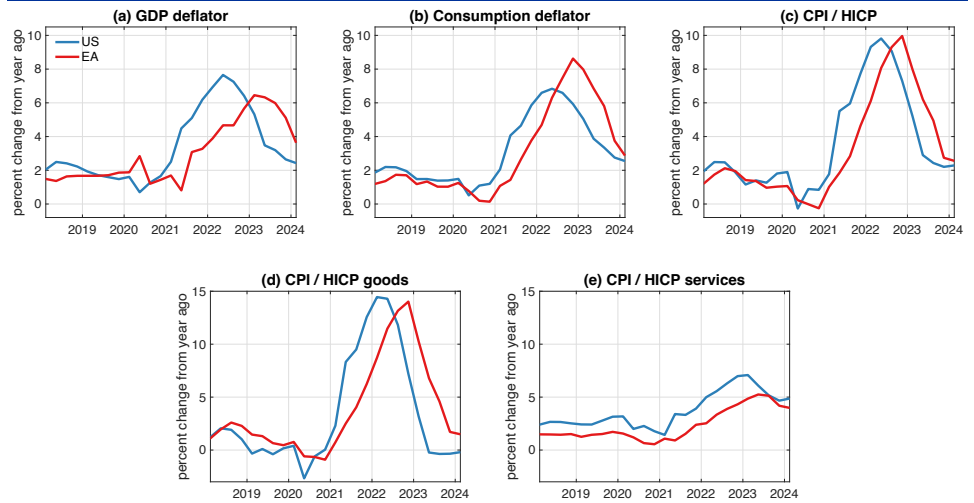 (a) GDP deflator
percent change from year ago
10
8
6
4
2
0
US
EA
2019 2020 2021 2022 2023 2024
(b) Consumption deflator
percent change from year ago
10
8
6
4
2
0
2019 2020 2021 2022 2023 2024
(c) CPI / HICP
percent change from year ago
10
8
6
4
2
0
2019 2020 2021 2022 2023 2024
(d) CPI / HICP goods
percent change from year ago
15
10
5
0
2019 2020 2021 2022 2023 2024
(e) CPI / HICP services
percent change from year ago
15
10
5
0
2019 2020 2021 2022 2023 2024